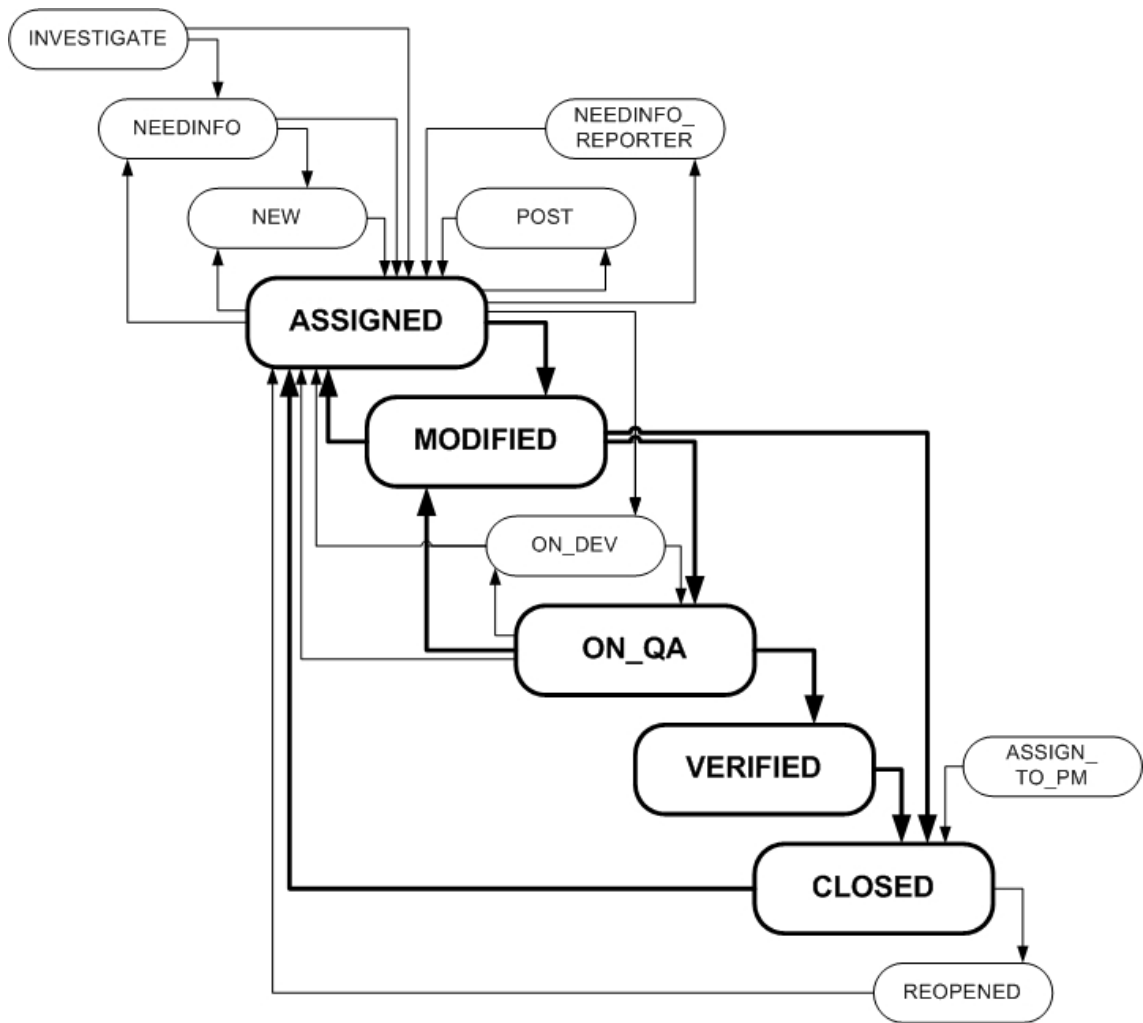 INVESTIGATE
NEEDINFO
NEEDINFO_
REPORTER
NEW
POST
ASSIGNED
MODIFIED
ON_DEV
ON_QA
VERIFIED
ASSIGN_
TO_PM
CLOSED
REOPENED